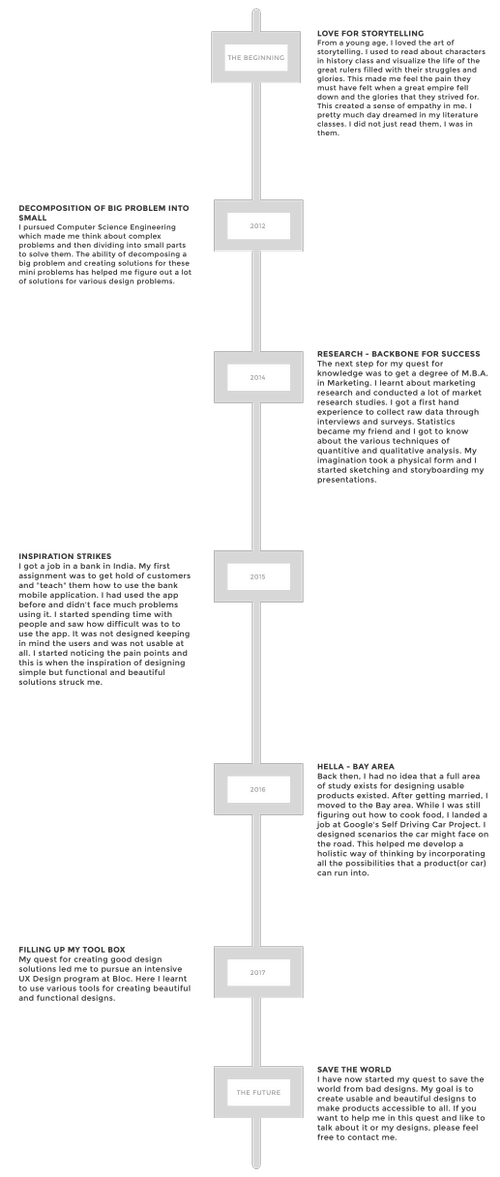 THE BEGINNING
LOVE FOR STORYTELLING
From a young age, I loved the art of
storytelling. I used to read about characters
in history class and visualize the life of the
great rulers filled with their struggles and
glories. This made me feel the pain they
must have felt when a great empire fell
down and the glories that they strived for.
This created a sense of empathy in me. I
pretty much day dreamed in my literature
classes. I did not just read them, I was in
them.
DECOMPOSITION OF BIG PROBLEM INTO
SMALL
I pursued Computer Science Engineering
which made me think about complex
problems and then dividing into small parts
to solve them. The ability of decomposing a
big problem and creating solutions for these
mini problems has helped me figure out a lot
of solutions for various design problems.
2012
2014
RESEARCH - BACKBONE FOR SUCCESS
The next step for my quest for
knowledge was to get a degree of M.B.A.
in Marketing. I learnt about marketing
research and conducted a lot of market
research studies. I got a first hand
experience to collect raw data through
interviews and surveys. Statistics
became my friend and I got to know
about the various techniques of
quantitive and qualitative analysis. My
imagination took a physical form and I
started sketching and storyboarding my
presentations.
INSPIRATION STRIKES
I got a job in a bank in India. My first
assignment was to get hold of customers
and "teach" them how to use the bank
mobile application. I had used the app
before and didn't face much problems
using it. I started spending time with
people and saw how difficult was to to
use the app. It was not designed keeping
in mind the users and was not usable at
all. I started noticing the pain points and
this is when the inspiration of designing
simple but functional and beautiful
solutions struck me.
2015
2016
HELLA - BAY AREA
Back then, I had no idea that a full area
of study exists for designing usable
products existed. After getting married, I
moved to the Bay area. While I was still
figuring out how to cook food, I landed a
job at Google's Self Driving Car Project. I
designed scenarios the car might face on
the road. This helped me develop a
holistic way of thinking by incorporating
all the possibilities that a product(or car)
can run into.
FILLING UP MY TOOL BOX
My quest for creating good design
solutions led me to pursue an intensive
UX Design program at Bloc. Here I learnt
to use various tools for creating beautiful
and functional designs.
2017
THE FUTURE
SAVE THE WORLD
I have now started my quest to save the
world from bad designs. My goal is to
create usable and beautiful designs to
make products accessible to all. If you
want to help me in this quest and like to
talk about it or my designs, please feel
free to contact me.